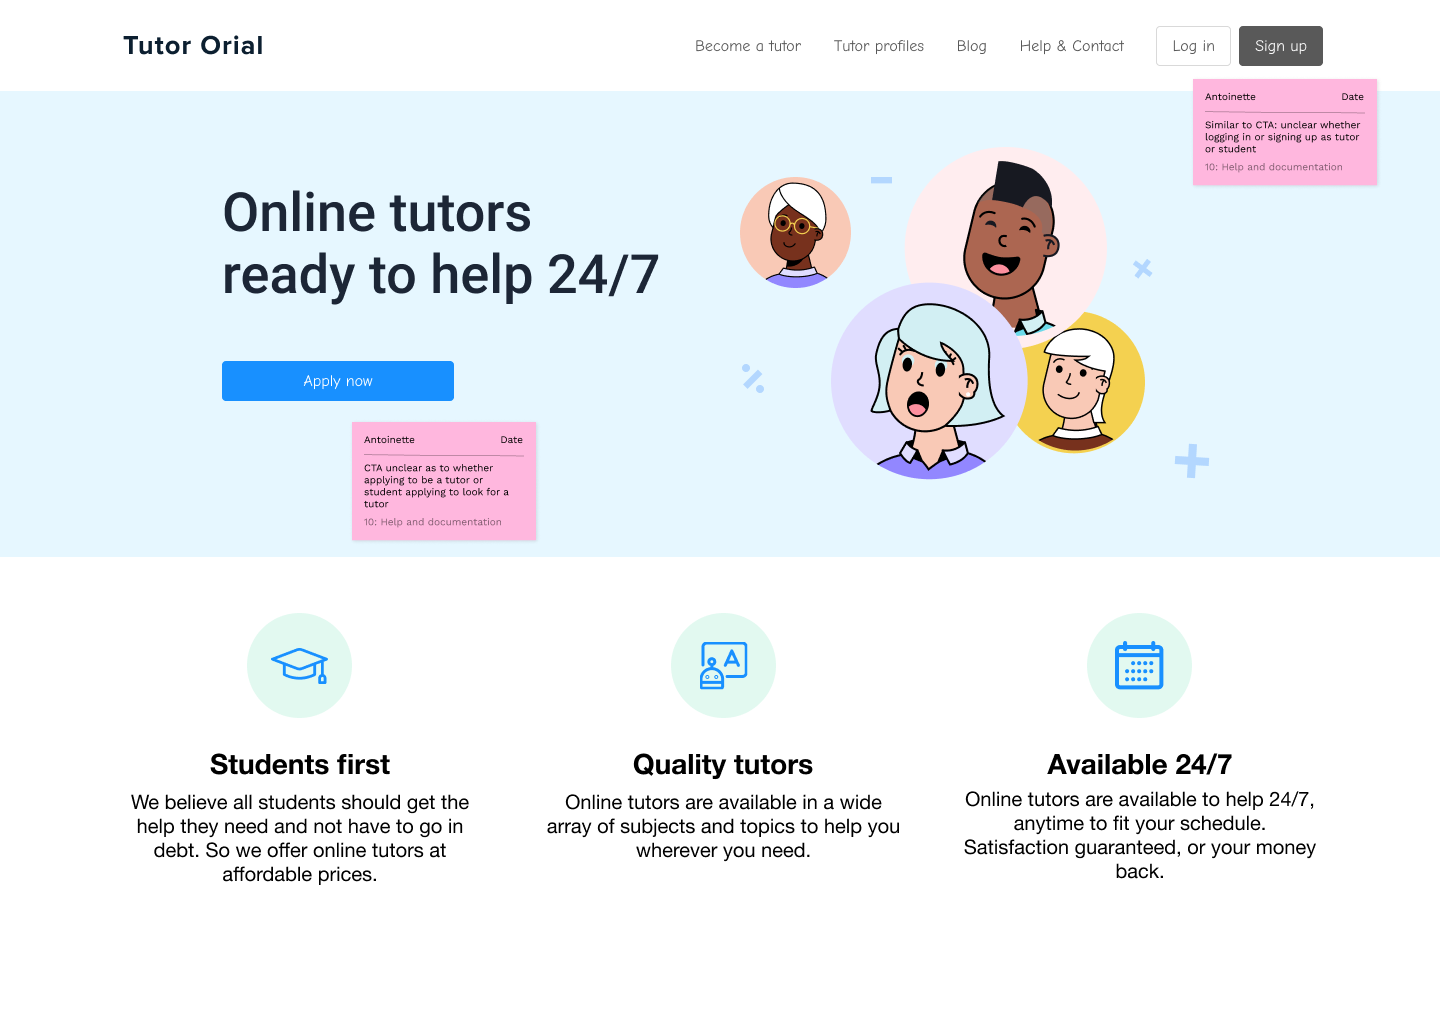 Tutor Orial
Become a tutor
Tutor profiles
Blog
Help & Contact
Log in
Sign up
Antoinette
Date
Similar to CTA: unclear whether
logging in or signing up as tutor
or student
10: Help and documentation
Online tutors
ready to help 24/7
Apply now
Antoinette
Date
CTA unclear as to whether
applying to be a tutor or
student applying to look for a
tutor
10: Help and documentation
A
Students first
We believe all students should get the
help they need and not have to go in
debt. So we offer online tutors at
affordable prices.
Quality tutors
Online tutors are available in a wide
array of subjects and topics to help you
wherever you need.
Available 24/7
Online tutors are available to help 24/7,
anytime to fit your schedule.
Satisfaction guaranteed, or your money
back.